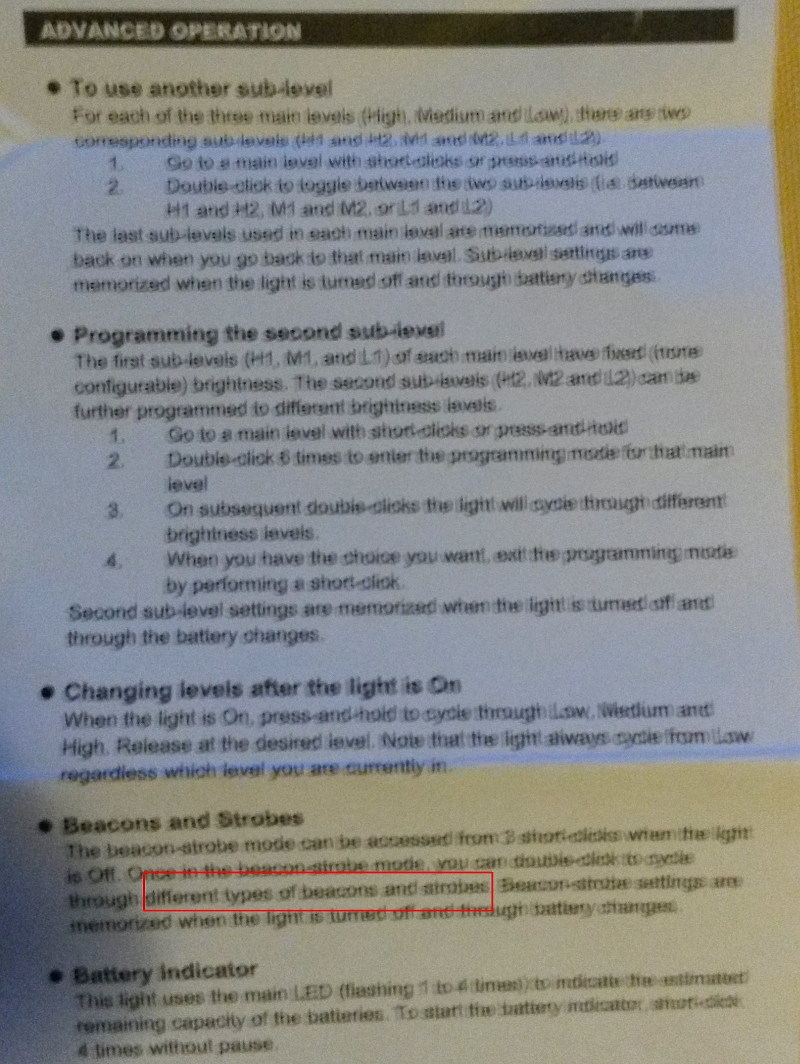 ADVANCED OPERATION
● To use another sub-level
For each of the three main levels (High, Medium and Low), there are two
corresponding sub-levels (H1 and H2, M1 and M2, L1 and L2)
1. Go to a main level with short-clicks or press-and-hold
2. Double-click to toggle between the two sub-levels (i.e. between
H1 and H2, M1 and M2, or L1 and L2)
The last sub-levels used in each main level are memorized and will come
back on when you go back to that main level. Sub-level settings are
memorized when the light is turned off and through battery changes.
● Programming the second sub-level
The first sub-levels (H1, M1, and L1) of each main level have fixed (none
configurable) brightness. The second sub-levels (H2, M2 and L2) can be
further programmed to different brightness levels.
1. Go to a main level with short-clicks or press-and-hold
2. Double-click 6 times to enter the programming mode for that main
level
3. On subsequent double-clicks the light will cycle through different
brightness levels.
4. When you have the choice you want, exit the programming mode
by performing a short-click.
Second sub-level settings are memorized when the light is turned off and
through the battery changes.
● Changing levels after the light is On
When the light is On, press-and-hold to cycle through Low, Medium and
High. Release at the desired level. Note that the light always cycle from Low
regardless which level you are currently in.
● Beacons and Strobes
The beacon-strobe mode can be accessed from 3 short-clicks when the light
is Off. Once in the beacon-strobe mode, you can double-click to cycle
through different types of beacons and strobes. Beacon-strobe settings are
memorized when the light is turned off and through battery changes.
● Battery Indicator
This light uses the main LED (flashing 1 to 4 times) to indicate the estimated
remaining capacity of the batteries. To start the battery indicator, short-click
4 times without pause.